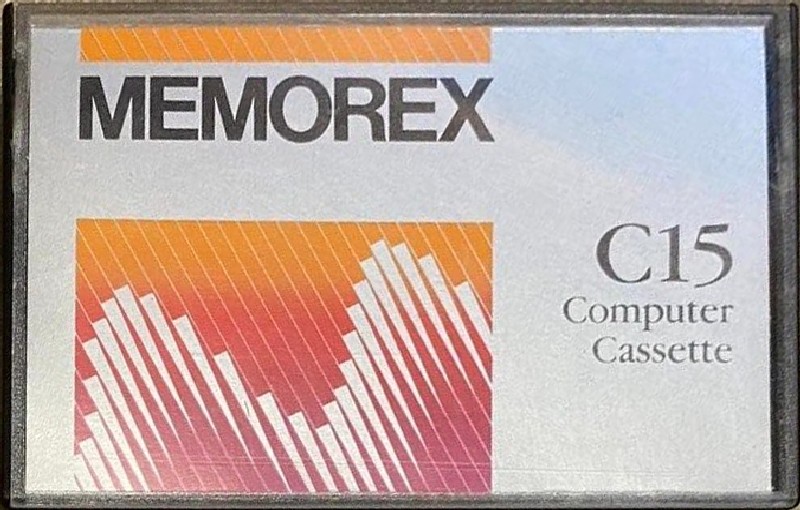 MEMOREX
C15
Computer
Cassette